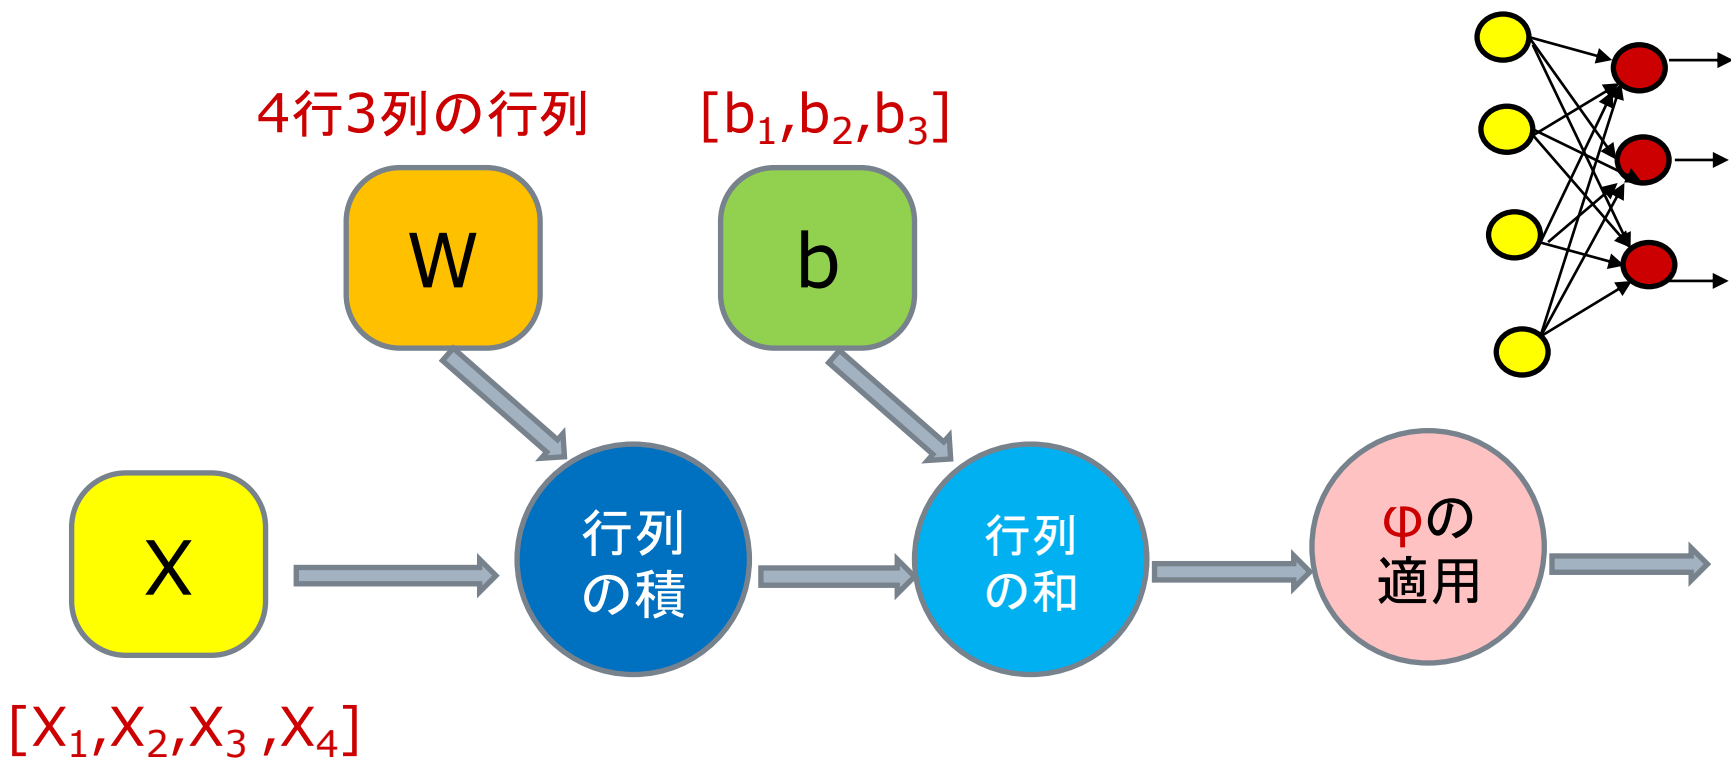 4行3列の行列
[b₁,b₂,b₃]
W
b
X
行列
の積
行列
の和
φの
適用
[X₁,X₂,X₃ ,X₄]